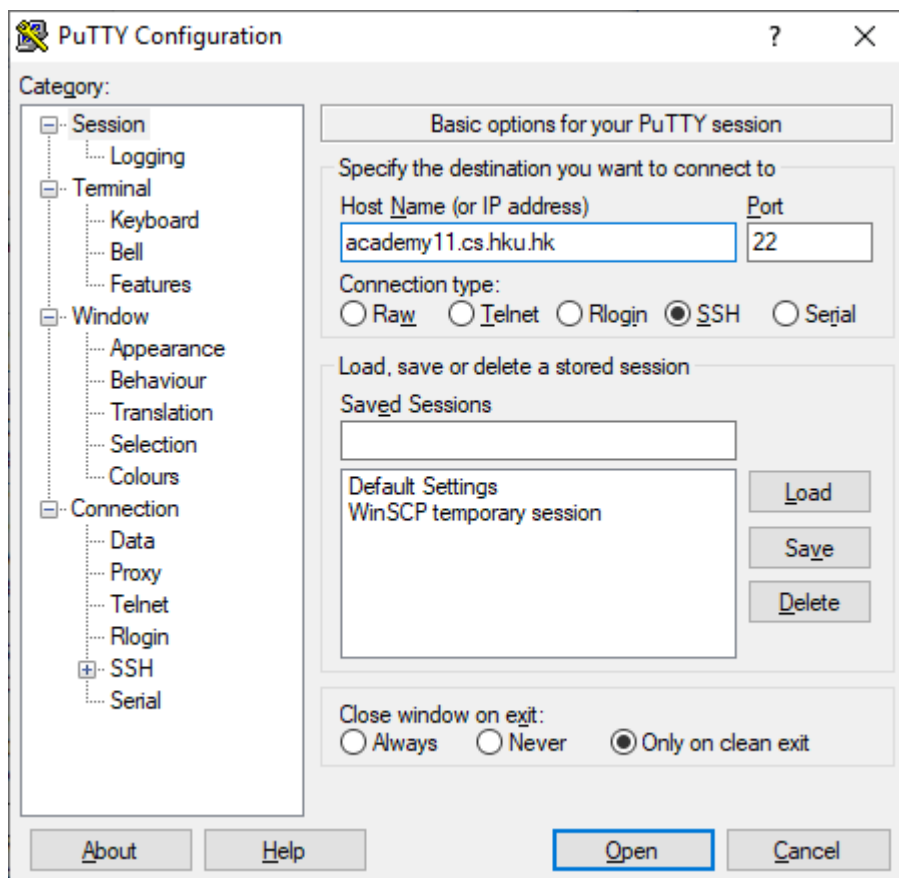 PuTTY Configuration
?
Category:
Session
Logging
Terminal
Keyboard
Bell
Features
Window
Appearance
Behaviour
Translation
Selection
Colours
Connection
Data
Proxy
Telnet
Rlogin
SSH
Serial
Basic options for your PuTTY session
Specify the destination you want to connect to
Host Name (or IP address) Port
academy11.cs.hku.hk 22
Connection type:
Raw Telnet Rlogin SSH Serial
Load, save or delete a stored session
Saved Sessions
Default Settings
WinSCP temporary session
Load
Save
Delete
Close window on exit:
Always Never Only on clean exit
About Help Open Cancel